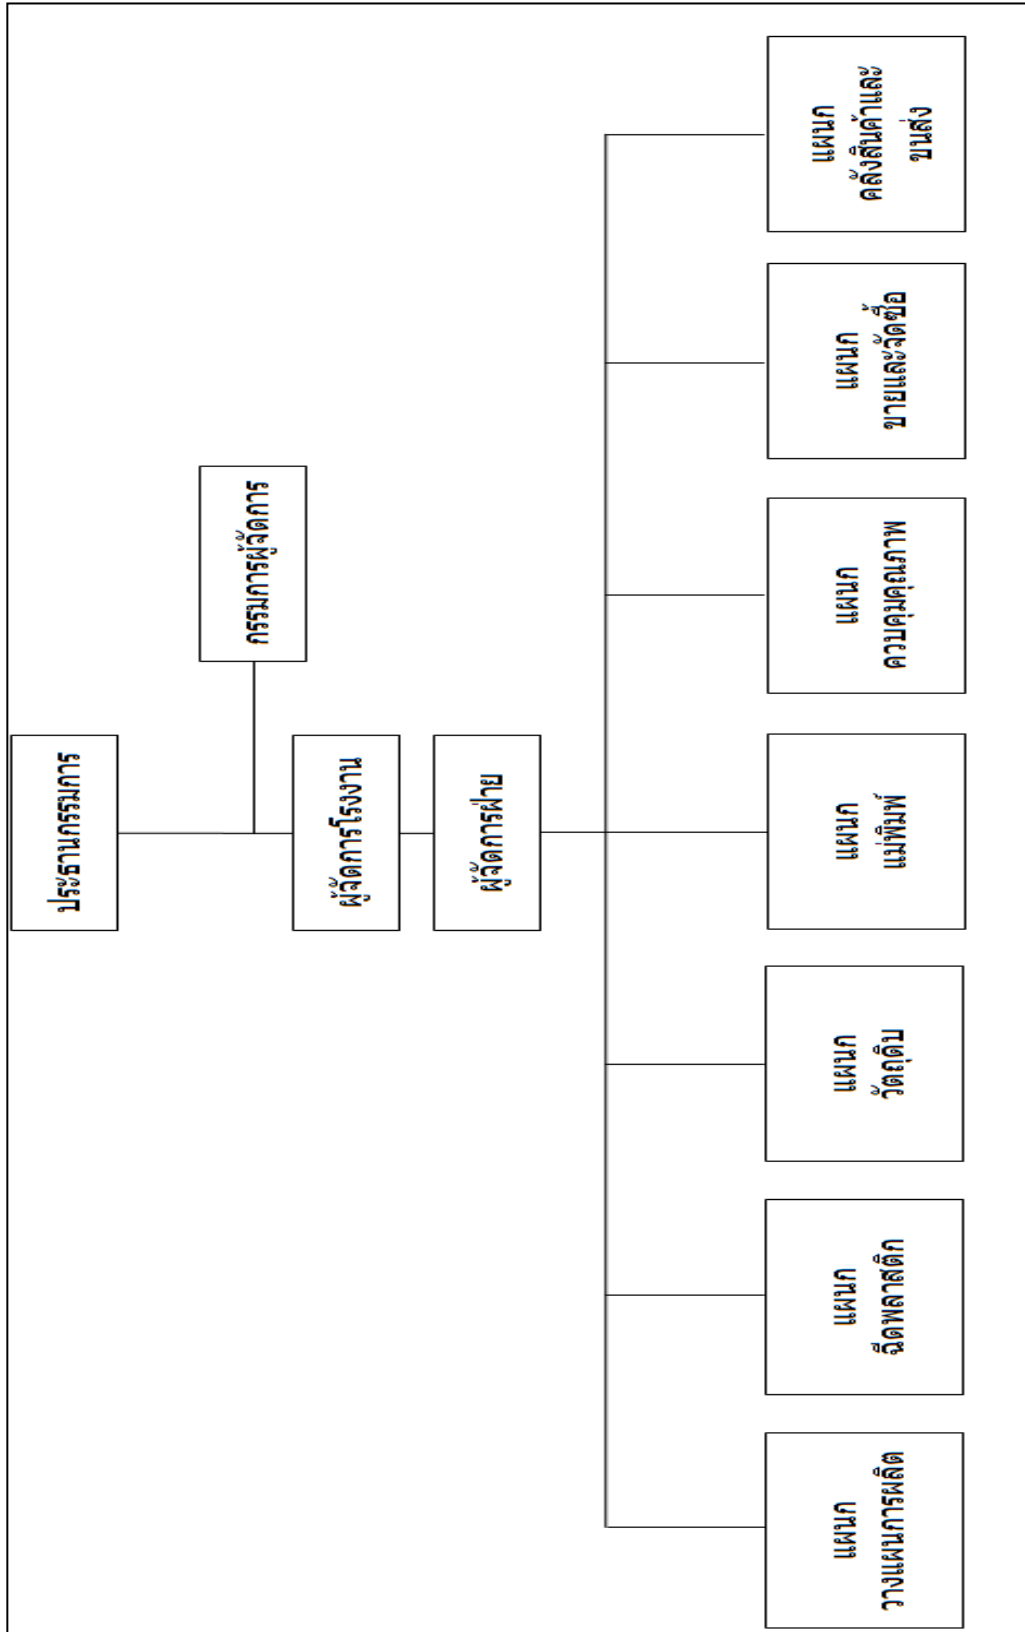 ประธานกรรมการ
กรรมการผู้จัดการ
ผู้จัดการโรงงาน
ผู้จัดการฝ่าย
แผนก
วางแผนการผลิต
แผนก
ฉีดพลาสติก
แผนก
วัตถุดิบ
แผนก
แม่พิมพ์
แผนก
ควบคุมคุณภาพ
แผนก
ขายและจัดซื้อ
แผนก
คลังสินค้าและ
ขนส่ง